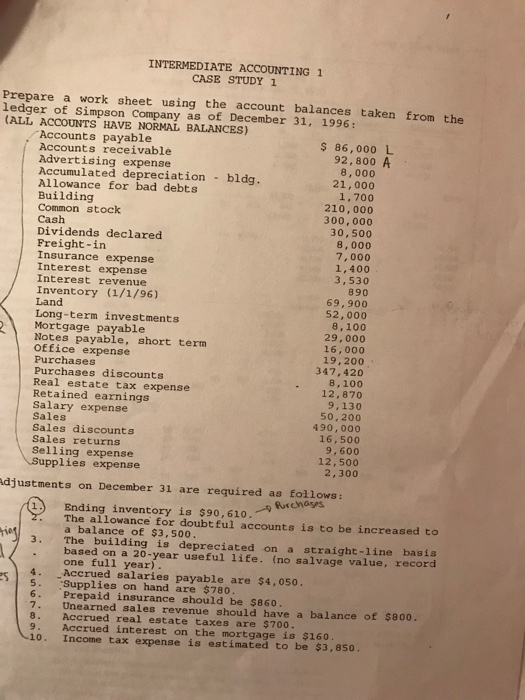 INTERMEDIATE ACCOUNTING 1
CASE STUDY 1
Prepare a work sheet using the account balances taken from the
ledger of Simpson Company as of December 31, 1996:
(ALL ACCOUNTS HAVE NORMAL BALANCES)
Accounts payable $ 86,000 L
Accounts receivable 92,800 A
Advertising expense 8,000
Accumulated depreciation - bldg. 21,000
Allowance for bad debts 1,700
Building 210,000
Common stock 300,000
Cash 30,500
Dividends declared 8,000
Freight-in 7,000
Insurance expense 1,400
Interest expense 3,530
Interest revenue 890
Inventory (1/1/96) 69,900
Land 52,000
Long-term investments 8,100
Mortgage payable 29,000
Notes payable, short term 16,000
Office expense 19,200
Purchases 347,420
Purchases discounts 8,100
Real estate tax expense 12,870
Retained earnings 9,130
Salary expense 50,200
Sales 490,000
Sales discounts 16,500
Sales returns 9,600
Selling expense 12,500
Supplies expense 2,300
Adjustments on December 31 are required as follows:
1. Ending inventory is $90,610. → Purchases
2. The allowance for doubtful accounts is to be increased to
a balance of $3,500.
3. The building is depreciated on a straight-line basis
based on a 20-year useful life. (no salvage value, record
one full year).
4. Accrued salaries payable are $4,050.
5. Supplies on hand are $780.
6. Prepaid insurance should be $860.
7. Unearned sales revenue should have a balance of $800.
8. Accrued real estate taxes are $700.
9. Accrued interest on the mortgage is $160.
10. Income tax expense is estimated to be $3,850.